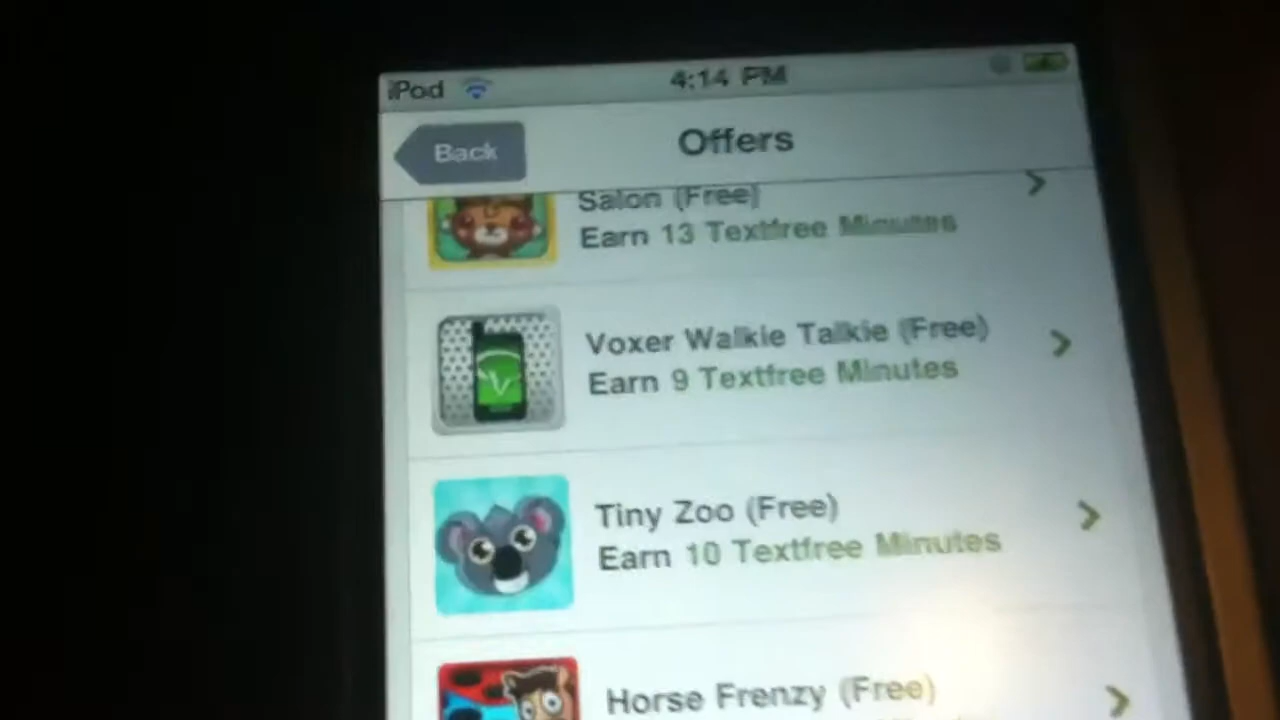 iPod 4:14 PM
Back Offers
Salon (Free)
Earn 13 Textfree Minutes
Voxer Walkie Talkie (Free)
Earn 9 Textfree Minutes
Tiny Zoo (Free)
Earn 10 Textfree Minutes
Horse Frenzy (Free)